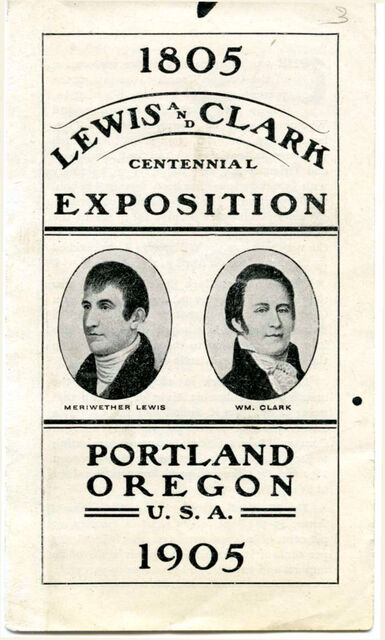 3
1805
LEWIS AND CLARK
CENTENNIAL
EXPOSITION
MERIWETHER LEWIS
WM. CLARK
PORTLAND
OREGON
U. S. A.
1905